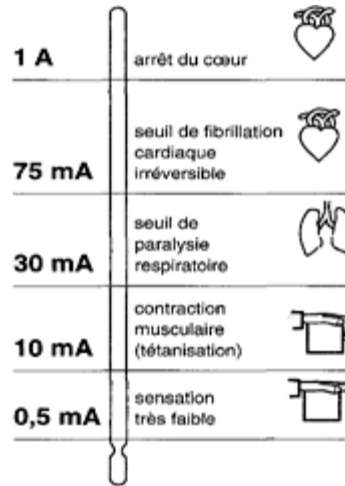 1 A
arrêt du cœur
seuil de fibrillation
cardiaque
irréversible
75 mA
seuil de
paralysie
respiratoire
30 mA
contraction
musculaire
(tétanisation)
10 mA
sensation
très faible
0,5 mA